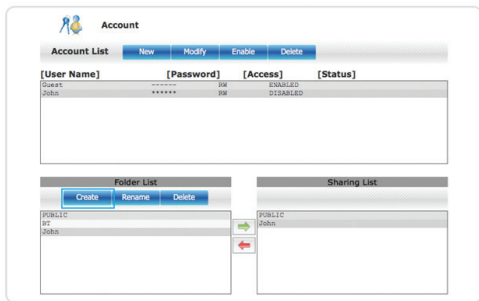 Account
Account List New Modify Enable Delete
[User Name] [Password] [Access] [Status]
Guest ------ RW ENABLED
John ****** RW DISABLED
Folder List
Create Rename Delete
PUBLIC
BT
John
Sharing List
PUBLIC
John